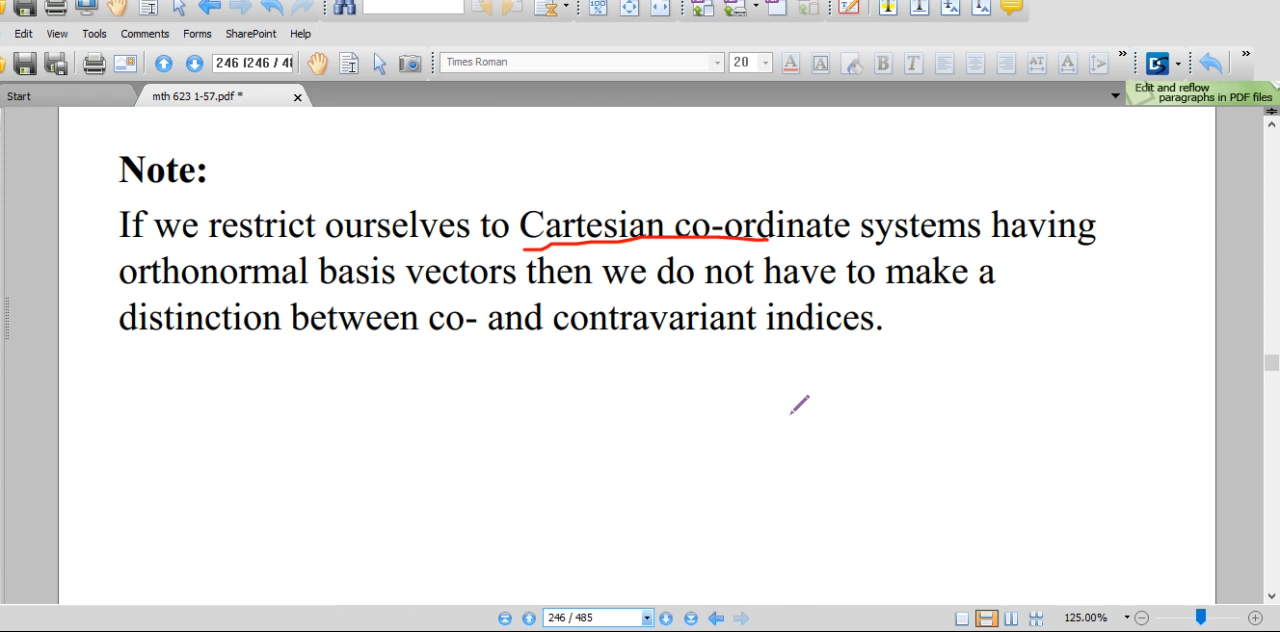 Edit View Tools Comments Forms SharePoint Help
Times Roman 20
Start mth 623 1-57.pdf *
Edit and reflow
paragraphs in PDF files
Note:
If we restrict ourselves to Cartesian co-ordinate systems having
orthonormal basis vectors then we do not have to make a
distinction between co- and contravariant indices.
246 / 485 125.00%